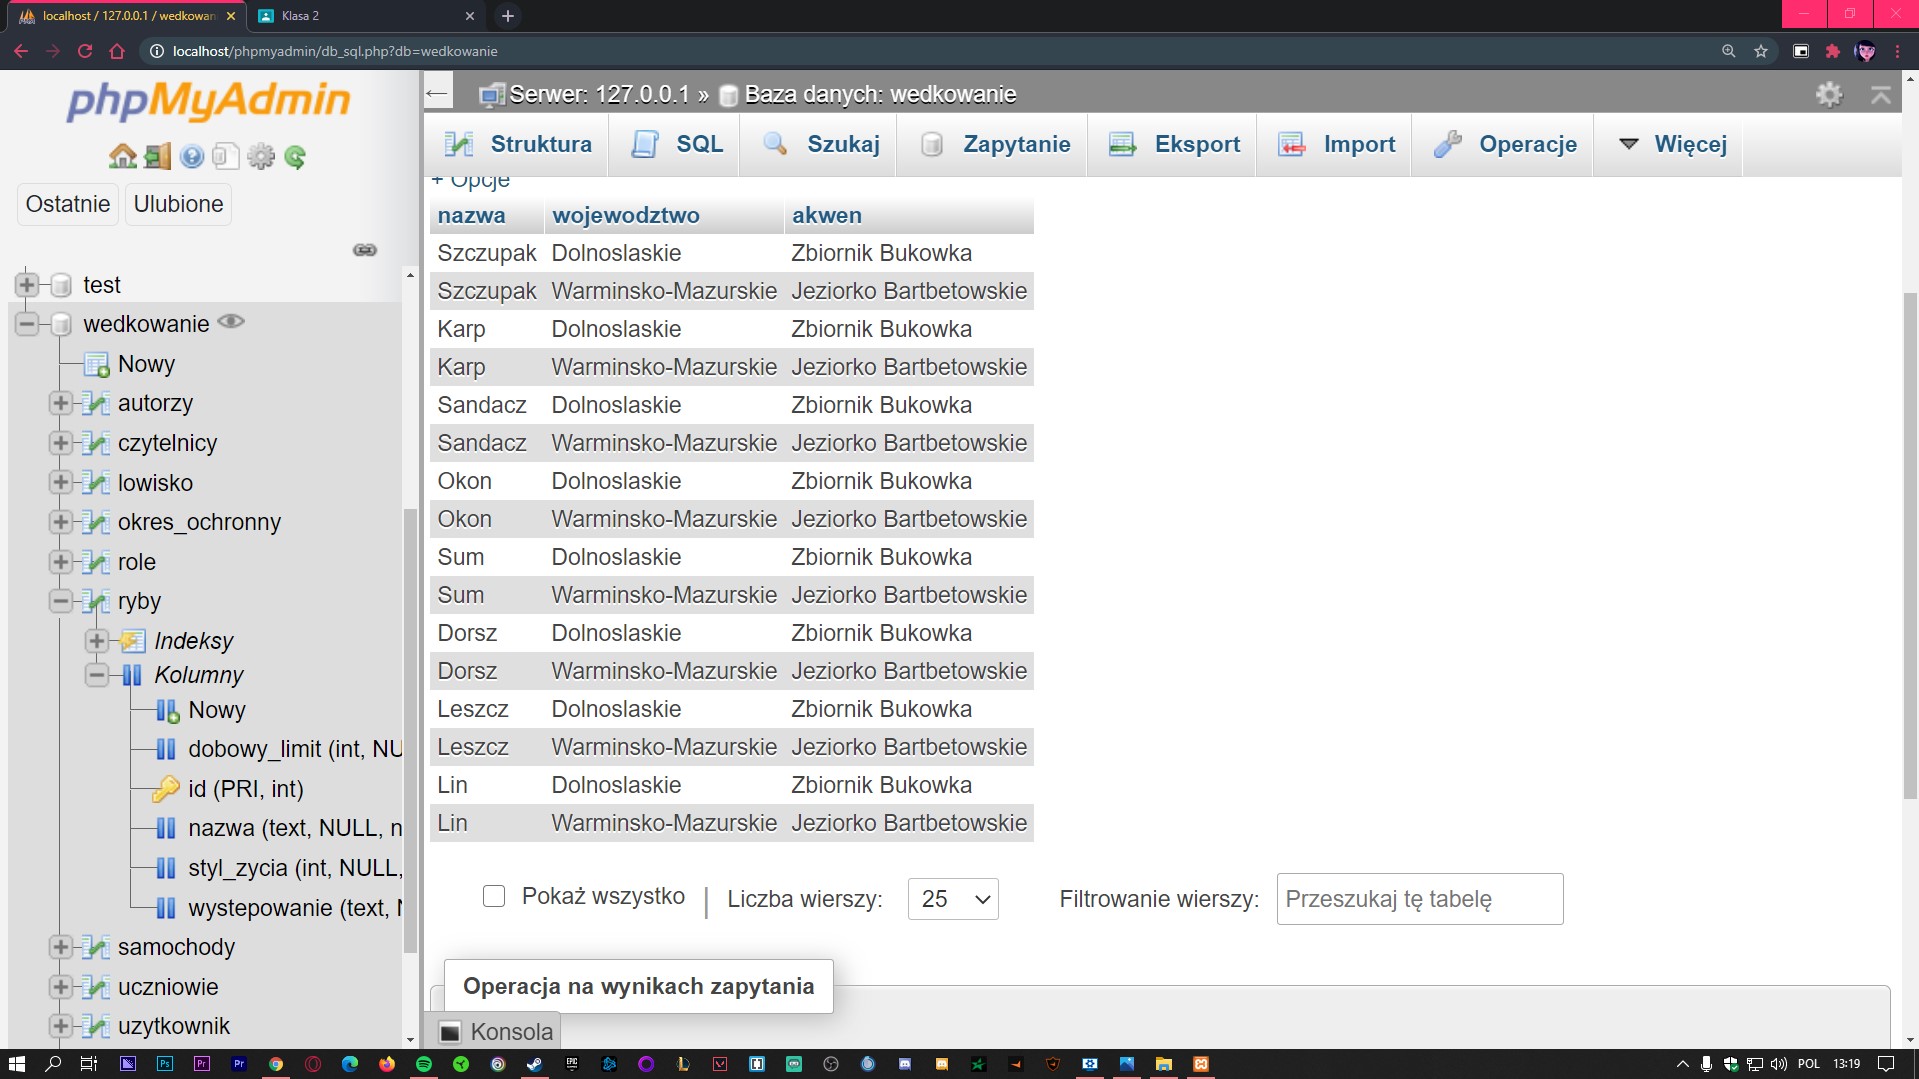 localhost / 127.0.0.1 / wedkowan
Klasa 2
localhost/phpmyadmin/db_sql.php?db=wedkowanie
phpMyAdmin
Ostatnie Ulubione
test
wedkowanie
Nowy
autorzy
czytelnicy
lowisko
okres_ochronny
role
ryby
Indeksy
Kolumny
Nowy
dobowy_limit (int, NU
id (PRI, int)
nazwa (text, NULL, n
styl_zycia (int, NULL,
wystepowanie (text, N
samochody
uczniowie
uzytkownik
Serwer: 127.0.0.1 » Baza danych: wedkowanie
Struktura SQL Szukaj Zapytanie Eksport Import Operacje Więcej
+ Opcje
nazwa wojewodztwo akwen
Szczupak Dolnoslaskie Zbiornik Bukowka
Szczupak Warminsko-Mazurskie Jeziorko Bartbetowskie
Karp Dolnoslaskie Zbiornik Bukowka
Karp Warminsko-Mazurskie Jeziorko Bartbetowskie
Sandacz Dolnoslaskie Zbiornik Bukowka
Sandacz Warminsko-Mazurskie Jeziorko Bartbetowskie
Okon Dolnoslaskie Zbiornik Bukowka
Okon Warminsko-Mazurskie Jeziorko Bartbetowskie
Sum Dolnoslaskie Zbiornik Bukowka
Sum Warminsko-Mazurskie Jeziorko Bartbetowskie
Dorsz Dolnoslaskie Zbiornik Bukowka
Dorsz Warminsko-Mazurskie Jeziorko Bartbetowskie
Leszcz Dolnoslaskie Zbiornik Bukowka
Leszcz Warminsko-Mazurskie Jeziorko Bartbetowskie
Lin Dolnoslaskie Zbiornik Bukowka
Lin Warminsko-Mazurskie Jeziorko Bartbetowskie
Pokaż wszystko | Liczba wierszy: 25 Filtrowanie wierszy: Przeszukaj tę tabelę
Operacja na wynikach zapytania
Konsola
Ps Pr Pr EPIC POL 13:19